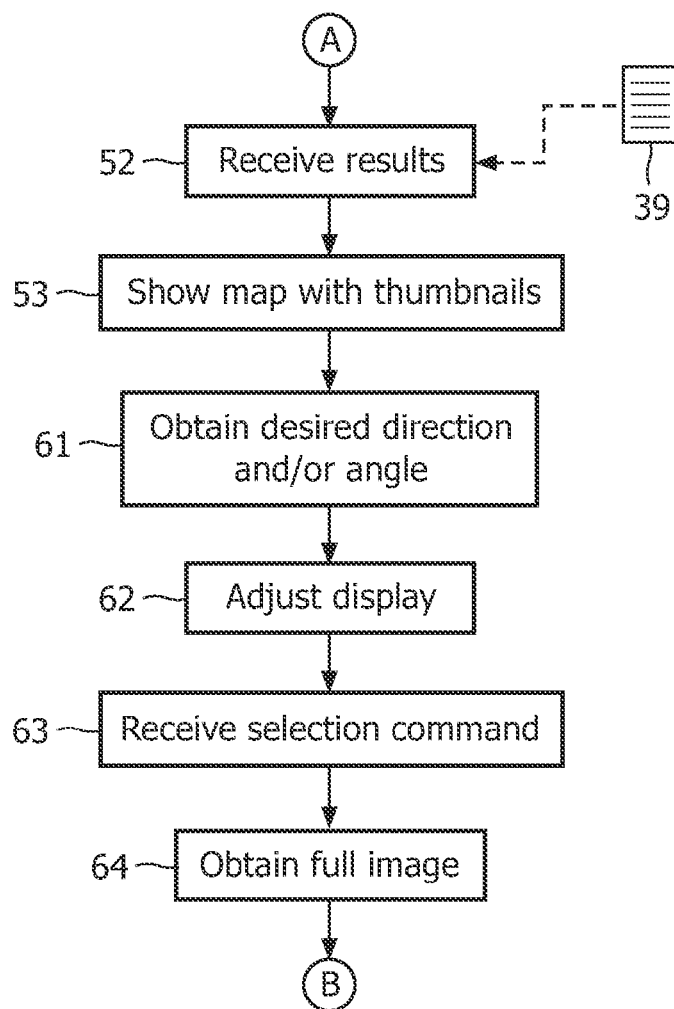 A
52
Receive results
39
53
Show map with thumbnails
61
Obtain desired direction
and/or angle
62
Adjust display
63
Receive selection command
64
Obtain full image
B